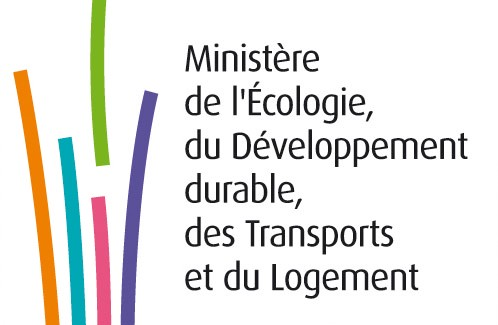 Ministère
de l'Écologie,
du Développement
durable,
des Transports
et du Logement